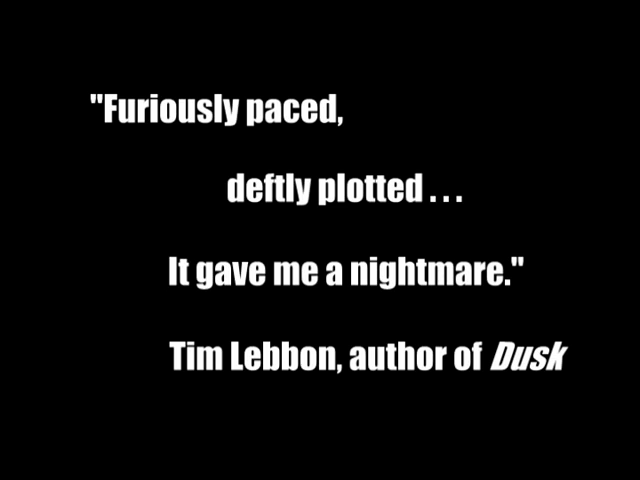 "Furiously paced,
deftly plotted . . .
It gave me a nightmare."
Tim Lebbon, author of Dusk